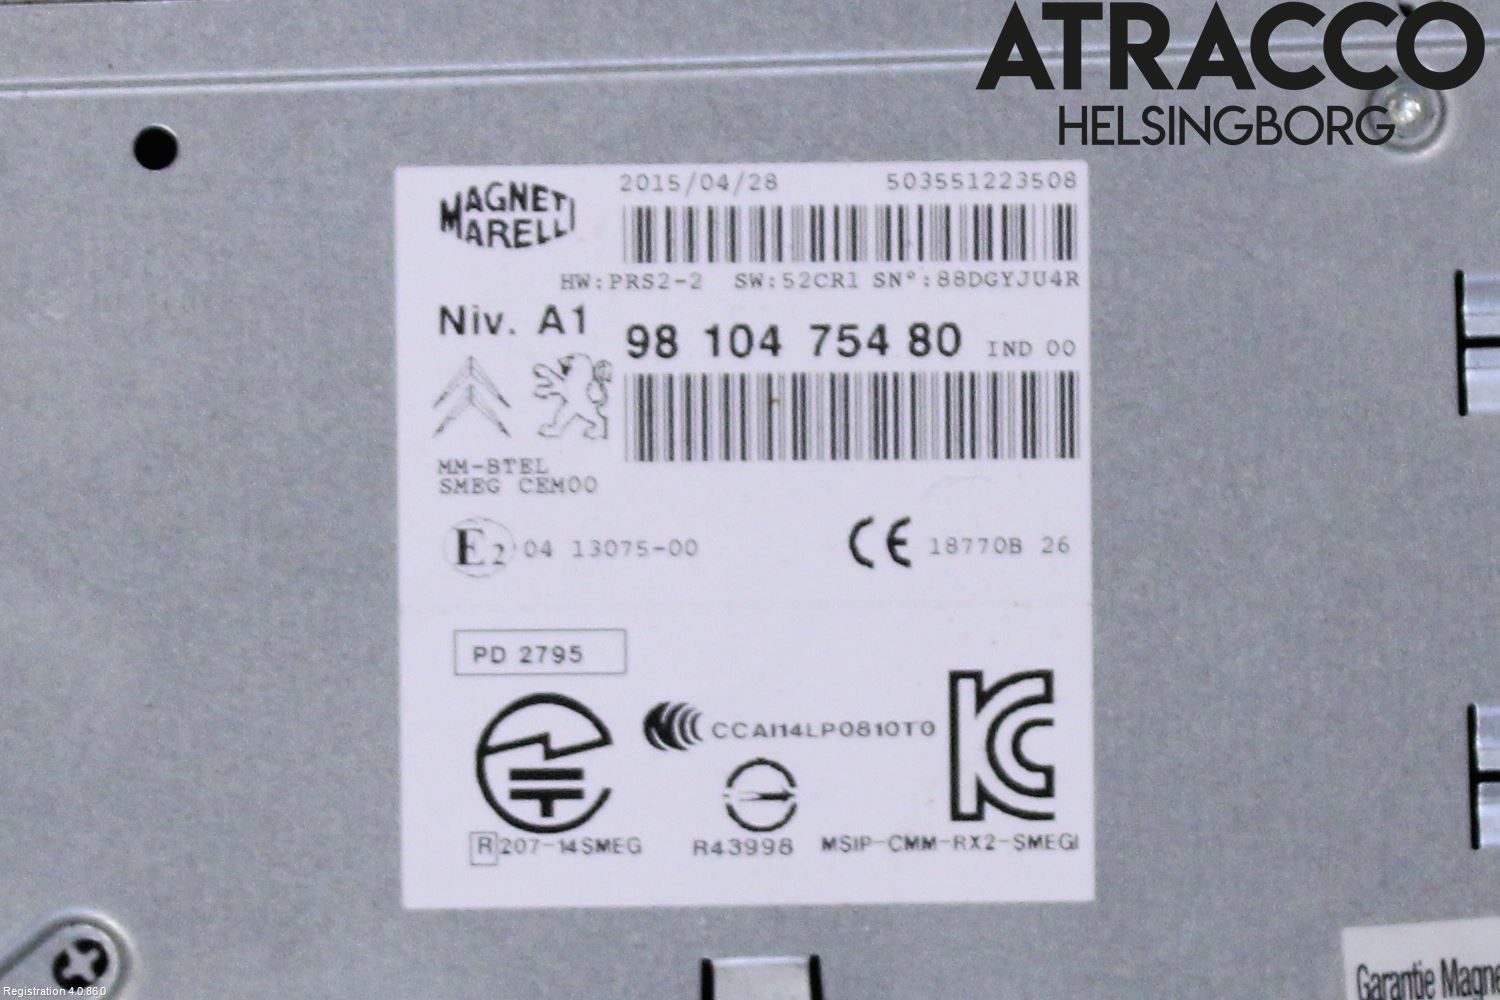 ATRACCO
HELSINGBORG
MAGNETI
MARELLI
2015/04/28 503551223508
HW:PRS2-2 SW:52CR1 SN°:88DGYJU4R
Niv. A1
98 104 754 80 IND 00
MM-BTEL
SMEG CEM00
E2 04 13075-00
CE 18770B 26
PD 2795
CCAI14LP0810T0
R 207-14SMEG
R43998
MSIP-CMM-RX2-SMEGI
Garantie Magne
Registration 4.0.86.0